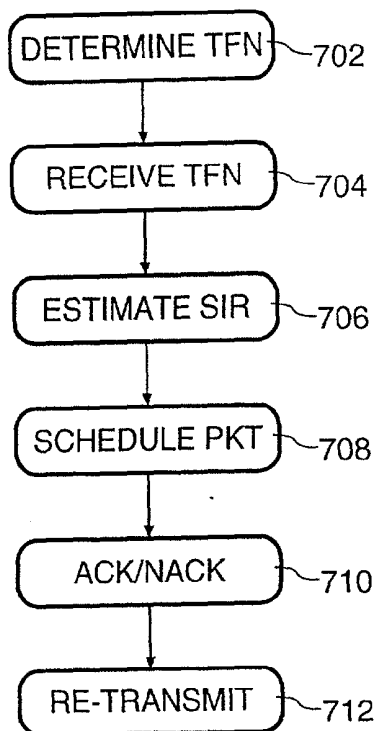 DETERMINE TFN 702
RECEIVE TFN 704
ESTIMATE SIR 706
SCHEDULE PKT 708
ACK/NACK 710
RE-TRANSMIT 712